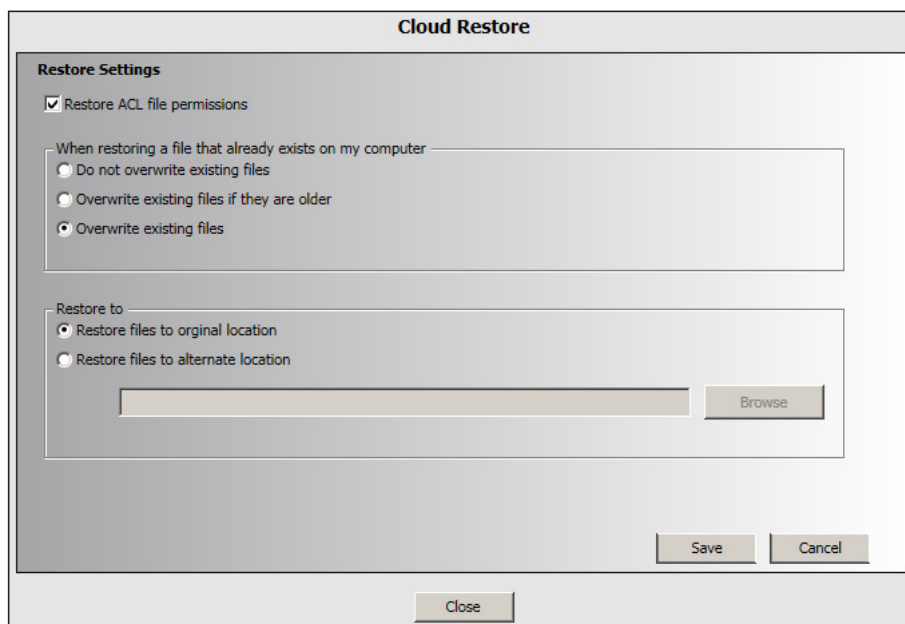 Cloud Restore
Restore Settings
Restore ACL file permissions
When restoring a file that already exists on my computer
Do not overwrite existing files
Overwrite existing files if they are older
Overwrite existing files
Restore to
Restore files to orginal location
Restore files to alternate location
Browse
Save Cancel
Close